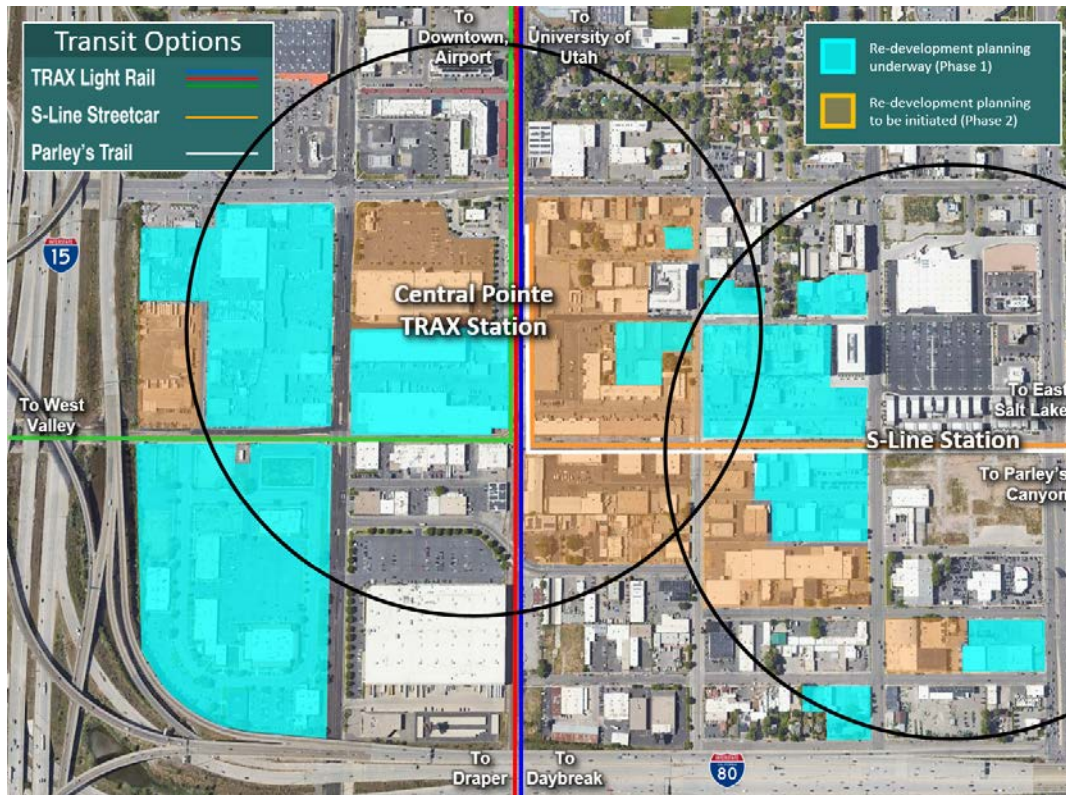 Transit Options
TRAX Light Rail
S-Line Streetcar
Parley's Trail
To
Downtown,
Airport
To
University of
Utah
Re-development planning
underway (Phase 1)
Re-development planning
to be initiated (Phase 2)
INTERSTATE
15
Central Pointe
TRAX Station
To West
Valley
To East
Salt Lake
S-Line Station
To Parley's
Canyon
To
Draper
To
Daybreak
INTERSTATE
80